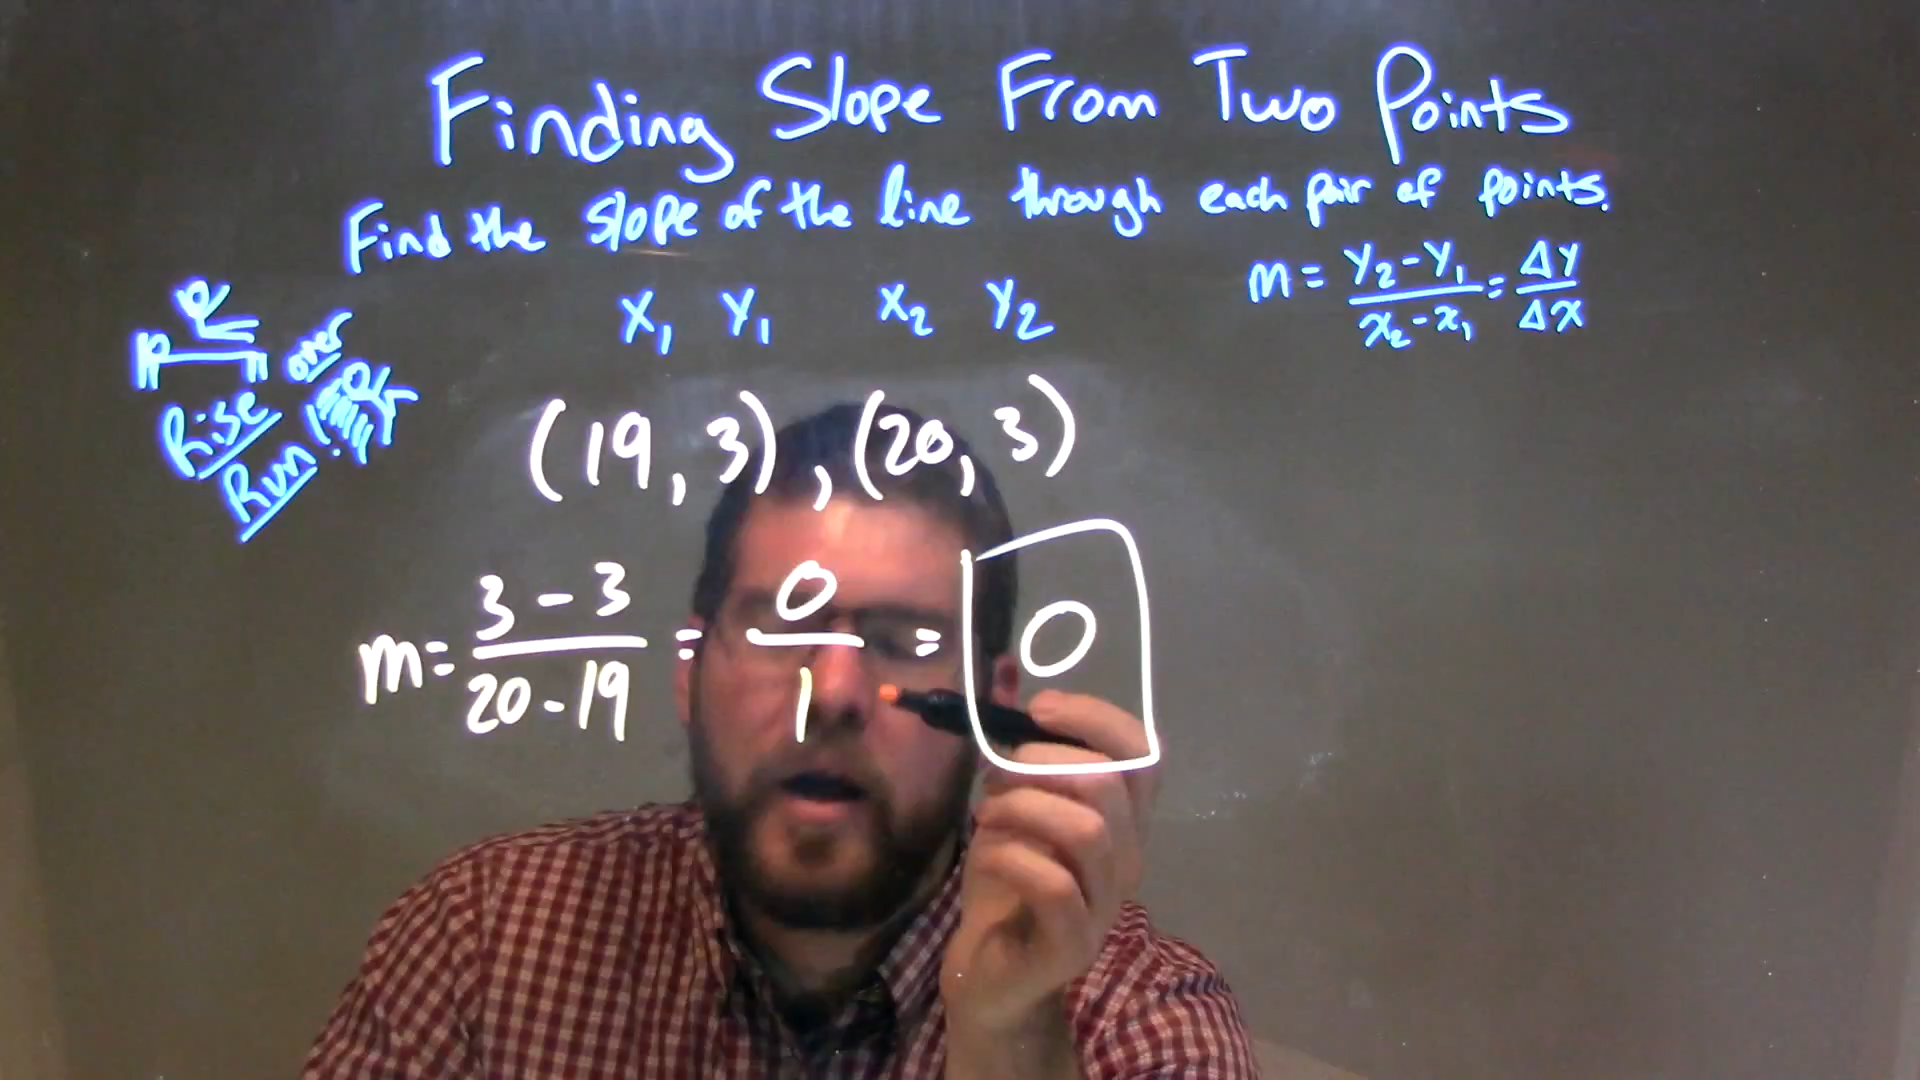 Finding Slope From Two Points
Find the slope of the line through each pair of points.
m = (y₂ - y₁)/(x₂ - x₁) = Δy/Δx
x₁ y₁ x₂ y₂
over
Rise
Run
(19, 3), (20, 3)
m = (3 - 3)/(20 - 19) = 0/1 = 0